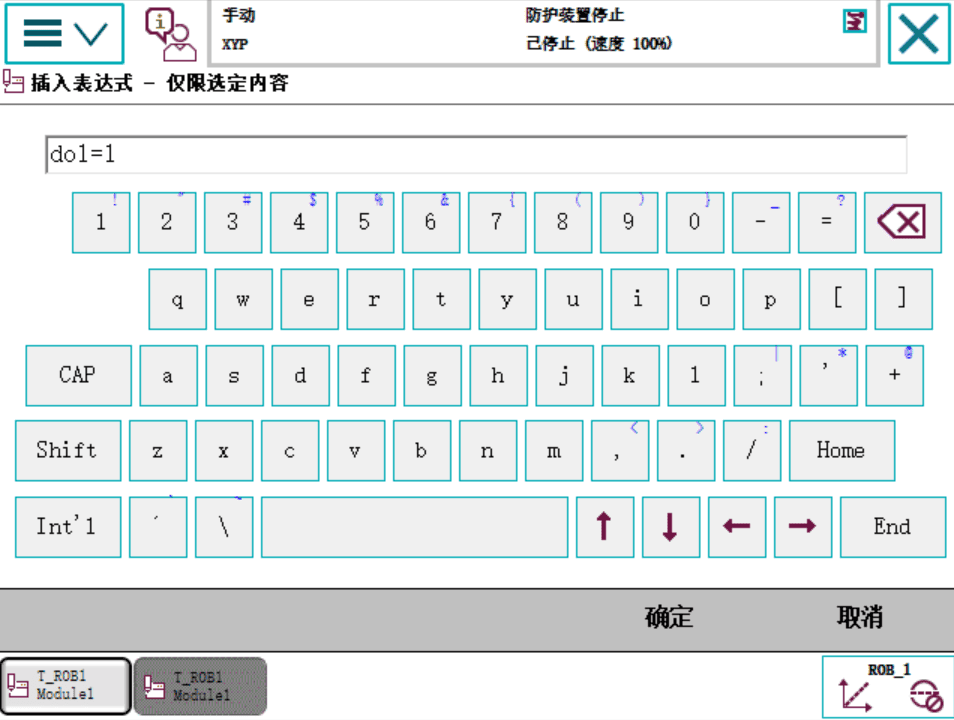 手动 防护装置停止
XYP 已停止 (速度 100%)
插入表达式 - 仅限选定内容
do1=1
! " # $ % & { ( ) } _ ?
1 2 3 4 5 6 7 8 9 0 - =
q w e r t y u i o p [ ]
| * @
CAP a s d f g h j k l ; ' +
< > :
Shift z x c v b n m , . / Home
` ~
Int'l ´ \ ↑ ↓ ← → End
确定 取消
T_ROB1 T_ROB1 ROB_1
Module1 Module1